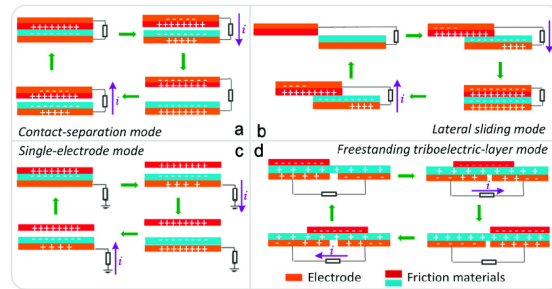 i
i
Contact-separation mode
a
i
i
b
Lateral sliding mode
Single-electrode mode
c
i
i
d
Freestanding triboelectric-layer mode
i
i
Electrode
Friction materials